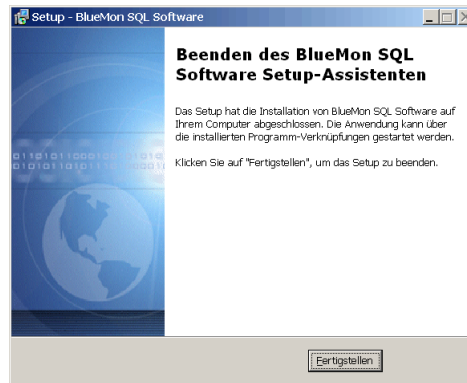 Setup - BlueMon SQL Software
Beenden des BlueMon SQL
Software Setup-Assistenten
Das Setup hat die Installation von BlueMon SQL Software auf
Ihrem Computer abgeschlossen. Die Anwendung kann über
die installierten Programm-Verknüpfungen gestartet werden.
Klicken Sie auf "Fertigstellen", um das Setup zu beenden.
Fertigstellen